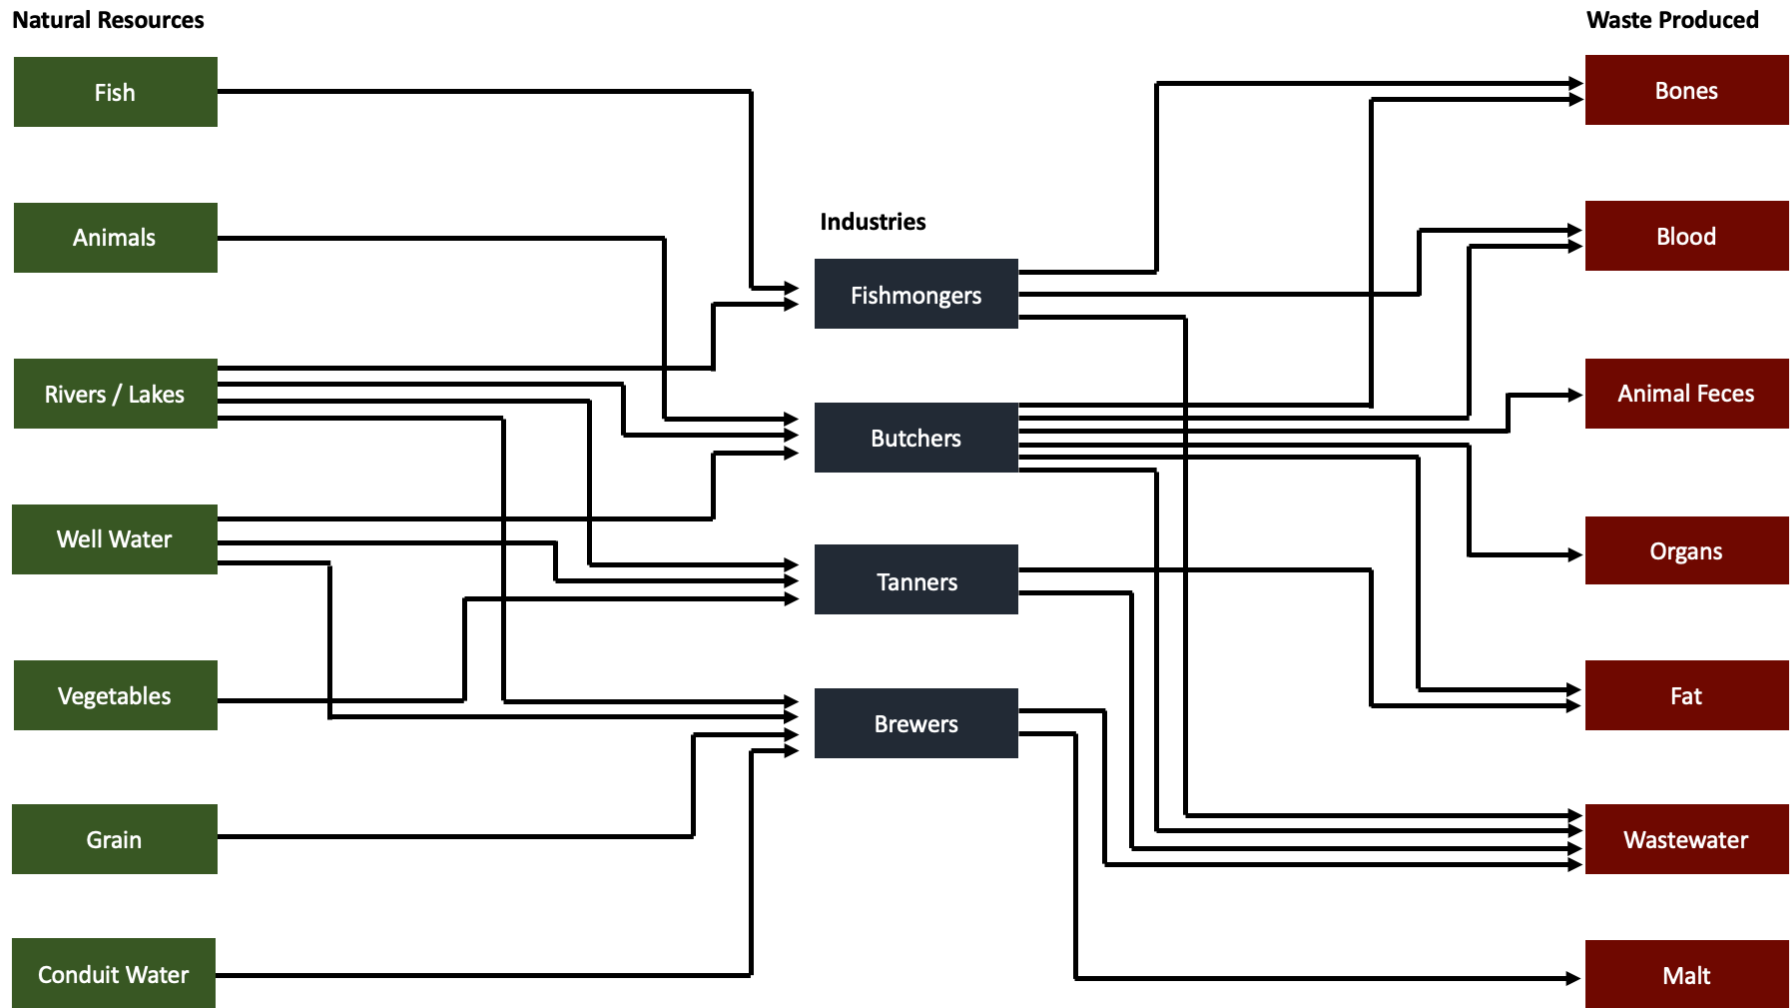 Natural Resources
Fish
Animals
Rivers / Lakes
Well Water
Vegetables
Grain
Conduit Water
Industries
Fishmongers
Butchers
Tanners
Brewers
Waste Produced
Bones
Blood
Animal Feces
Organs
Fat
Wastewater
Malt